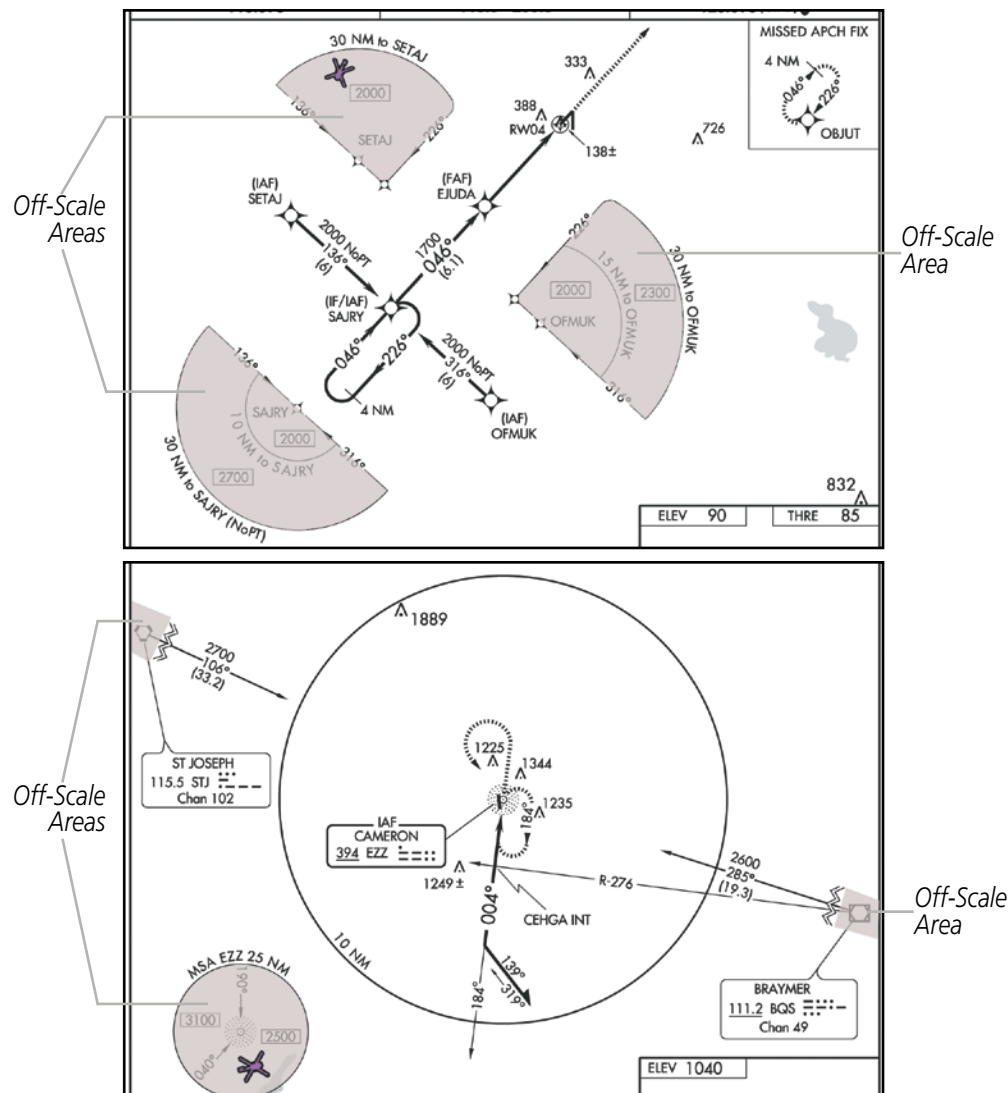 30 NM to SETAJ
2000
136°
226°
SETAJ
MISSED APCH FIX
4 NM
046°
226°
OBJUT
333
388
RW04
138±
726
Off-Scale
Areas
(IAF)
SETAJ
2000 NoPT
136°
(6)
(FAF)
EJUDA
1700
046°
(6.1)
(IF/IAF)
SAJRY
046°
226°
4 NM
2000 NoPT
316°
(6)
(IAF)
OFMUK
226°
2000
15 NM to OFMUK
2300
30 NM to OFMUK
OFMUK
316°
Off-Scale
Area
136°
SAJRY
2000
10 NM to SAJRY
316°
2700
30 NM to SAJRY (NoPT)
832
ELEV 90
THRE 85
1889
2700
106°
(33.2)
ST JOSEPH
115.5 STJ
Chan 102
Off-Scale
Areas
1225
1344
1235
184°
IAF
CAMERON
394 EZZ
1249±
R-276
2600
285°
(19.3)
Off-Scale
Area
004°
CEHGA INT
10 NM
139°
319°
184°
BRAYMER
111.2 BQS
Chan 49
MSA EZZ 25 NM
190°
3100
2500
040°
ELEV 1040